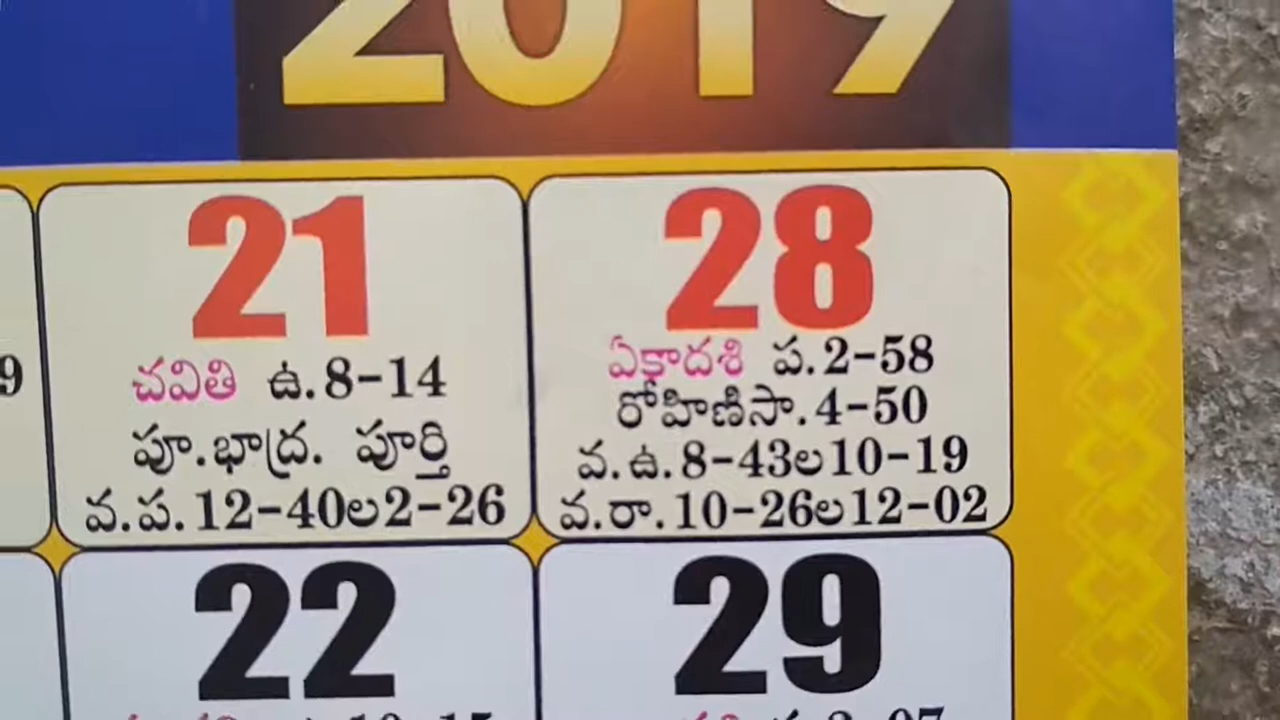 2019
9
21
చవితి ఉ.8-14
పూ.భాద్ర. పూర్తి
వ.ప.12-40ల2-26
28
ఏకాదశి ప.2-58
రోహిణిసా.4-50
వ.ఉ.8-43ల10-19
వ.రా.10-26ల12-02
22
29